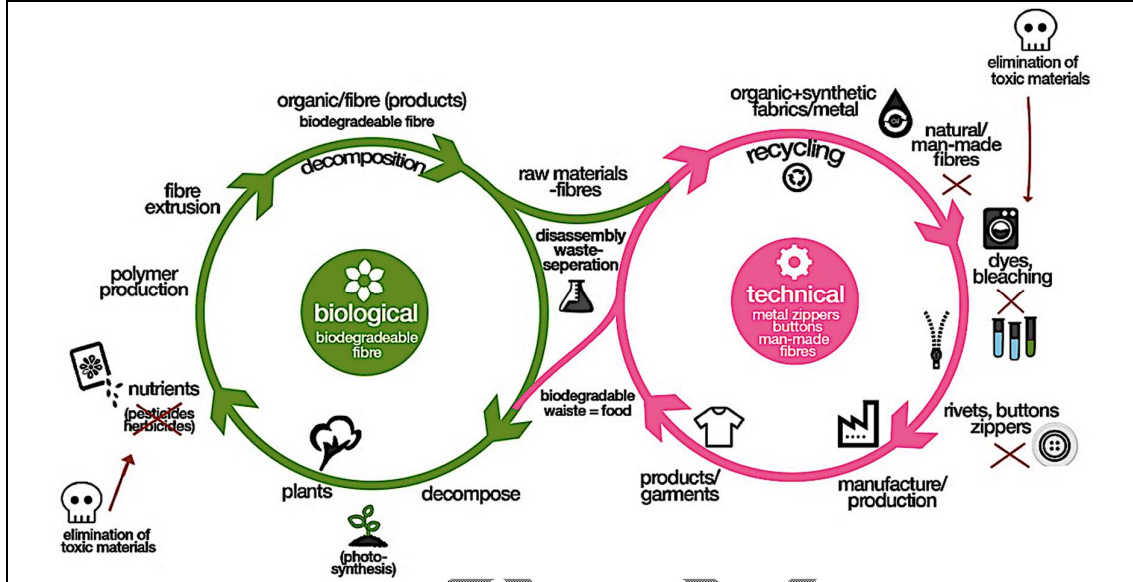 elimination of
toxic materials
organic/fibre (products)
biodegradeable fibre
decomposition
organic+synthetic
fabrics/metal
recycling
natural/
man-made
fibres
fibre
extrusion
raw materials
-fibres
disassembly
waste-
seperation
dyes,
bleaching
polymer
production
biological
biodegradeable
fibre
technical
metal zippers
buttons
man-made
fibres
nutrients
(pesticides
herbicides)
biodegradable
waiste = food
rivets, buttons
zippers
plants
decompose
products/
garments
manufacture/
production
elimination of
toxic materials
(photo-
synthesis)